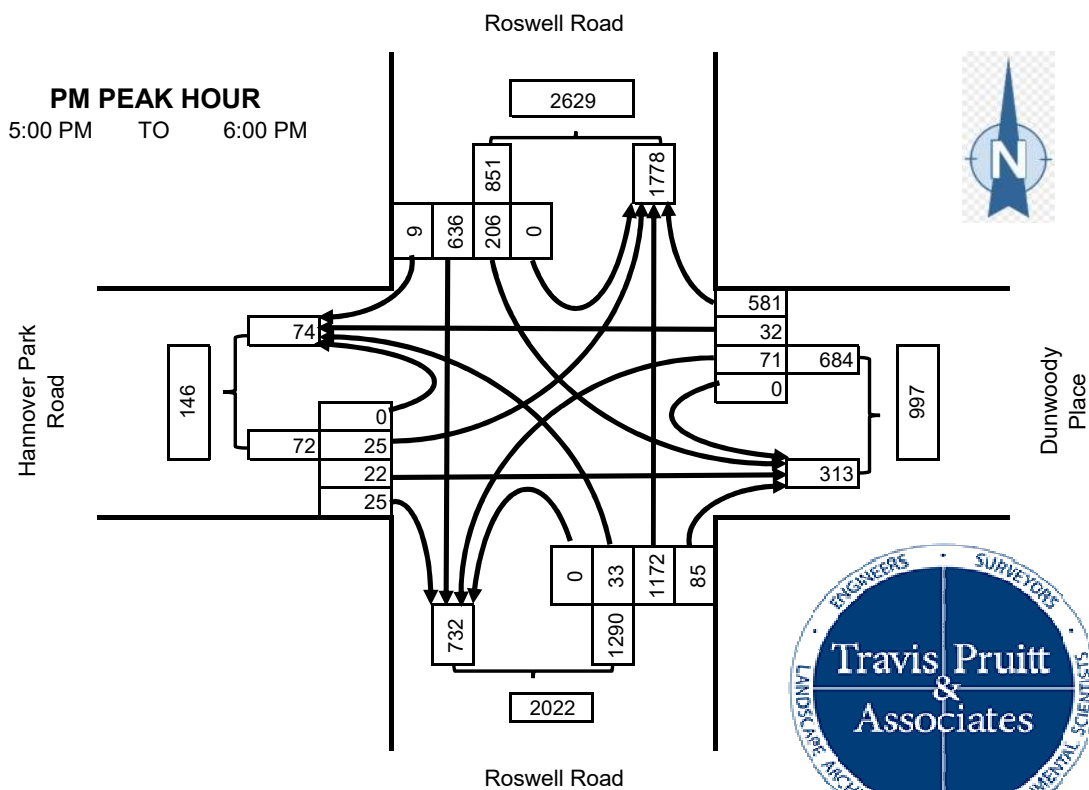 Roswell Road
PM PEAK HOUR
5:00 PM TO 6:00 PM
2629
851
1778
9
636
206
0
N
Hannover Park
Road
146
74
72
0
25
22
25
581
32
71
684
0
313
997
Dunwoody
Place
0
33
1172
85
732
1290
2022
Roswell Road
ENGINEERS · SURVEYORS ·
Travis Pruitt
&
Associates